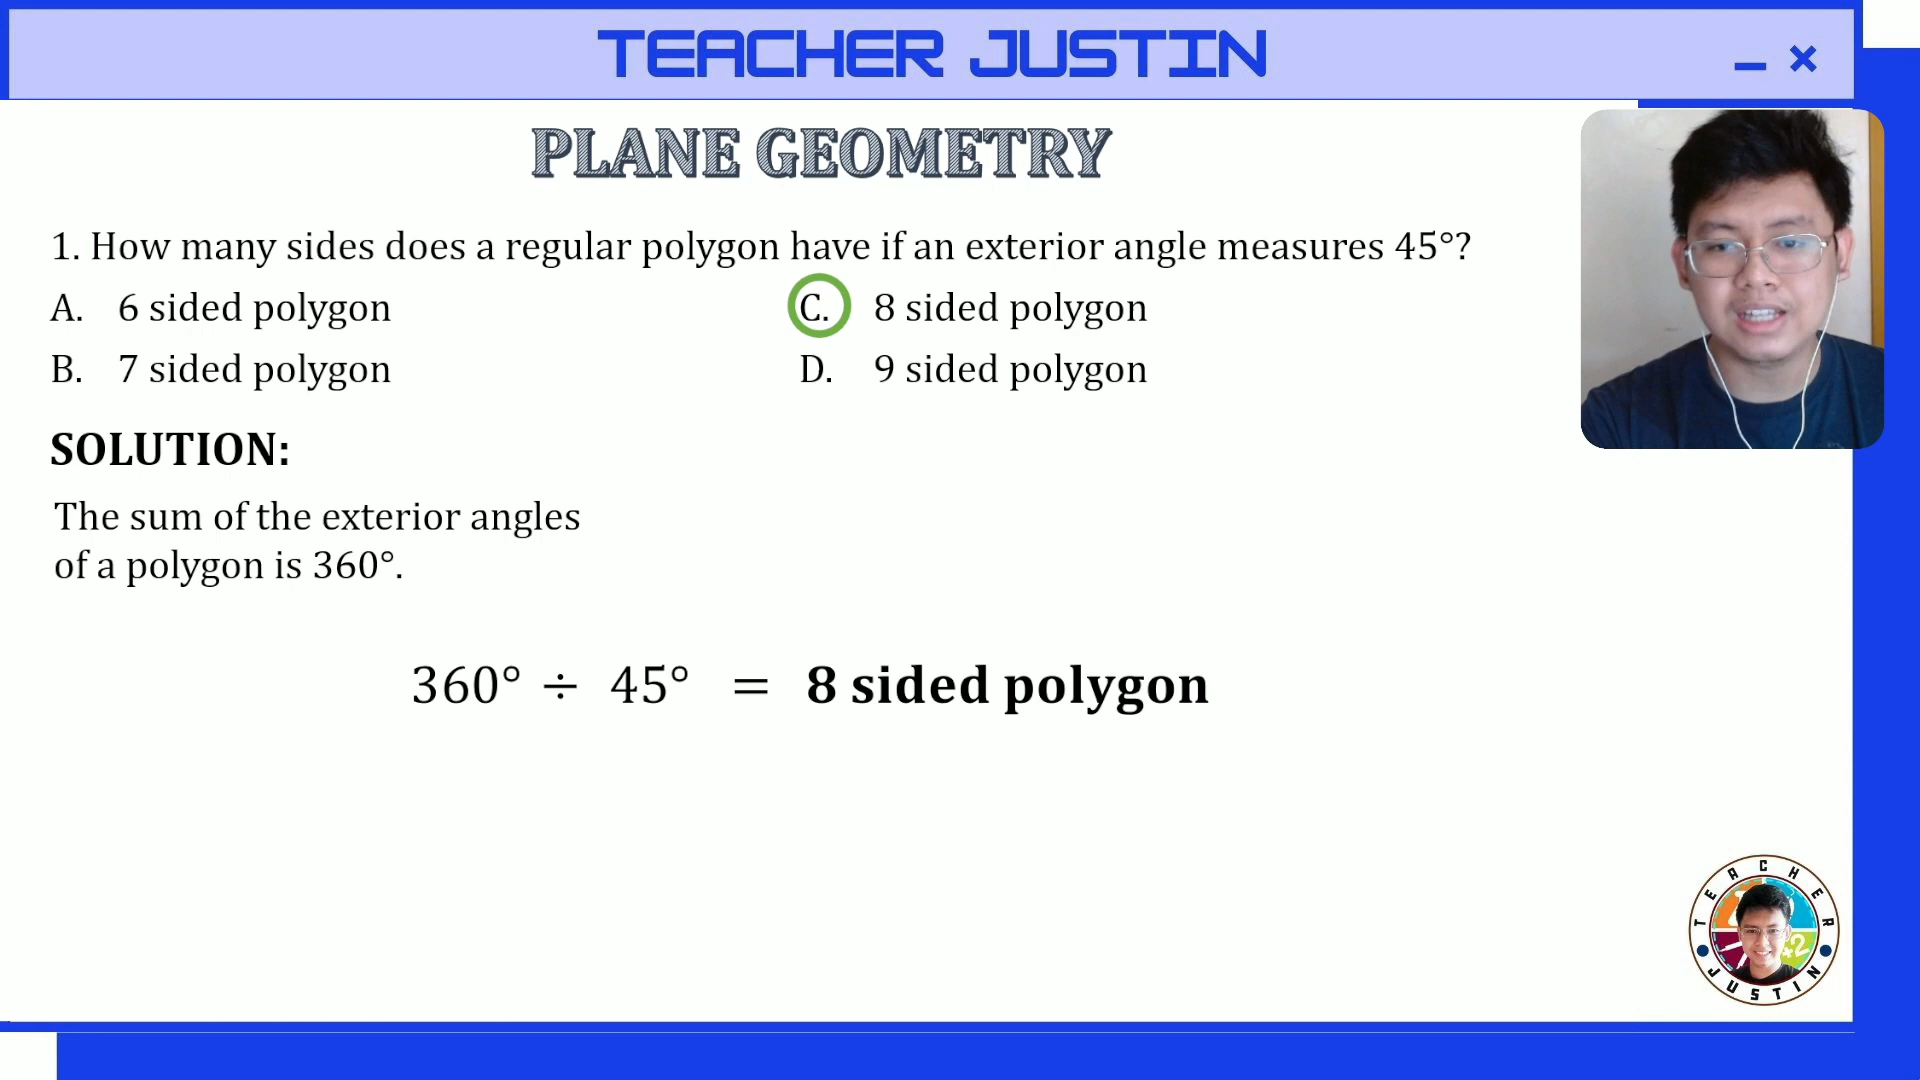 TEACHER JUSTIN
PLANE GEOMETRY
1. How many sides does a regular polygon have if an exterior angle measures 45°?
A. 6 sided polygon
C. 8 sided polygon
B. 7 sided polygon
D. 9 sided polygon
SOLUTION:
The sum of the exterior angles
of a polygon is 360°.
360° ÷ 45° = 8 sided polygon
TEACHER
JUSTIN